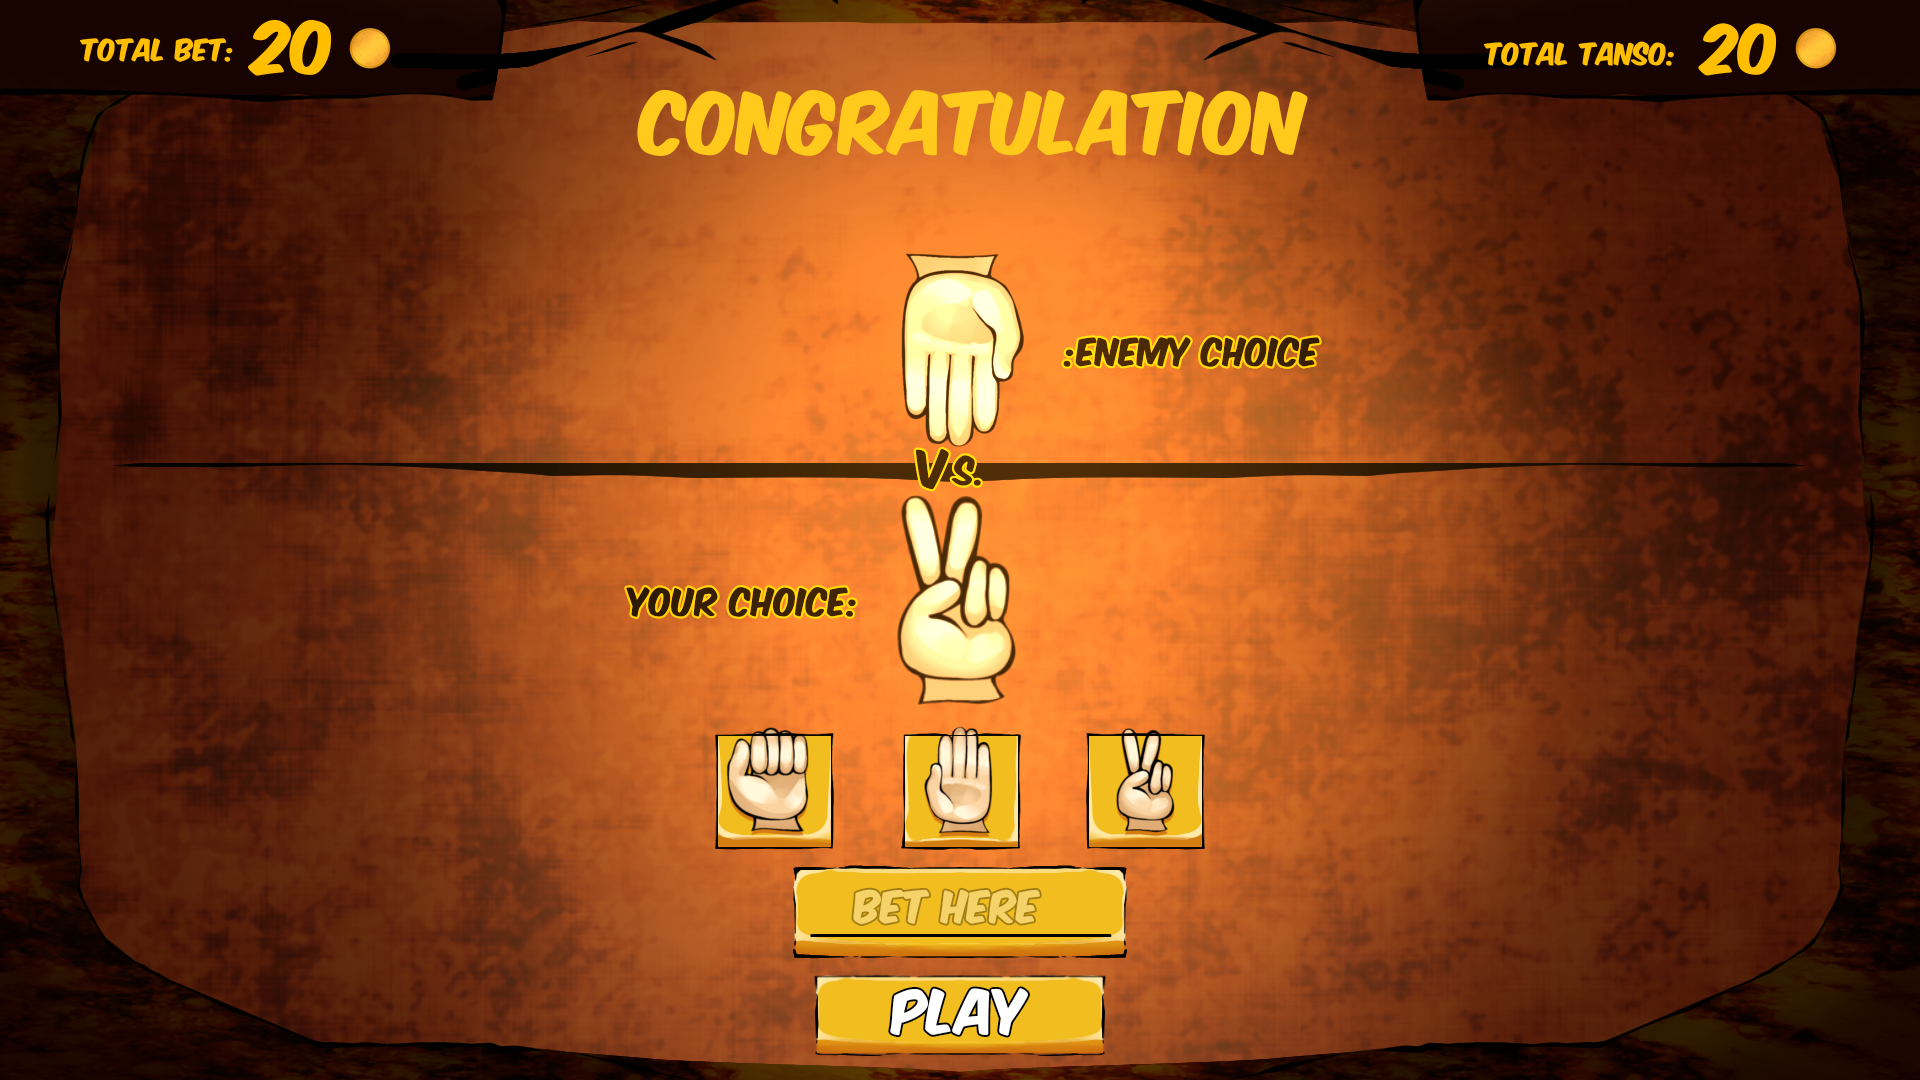 TOTAL BET: 20
TOTAL TANSO: 20
CONGRATULATION
:ENEMY CHOICE
VS.
YOUR CHOICE:
BET HERE
PLAY